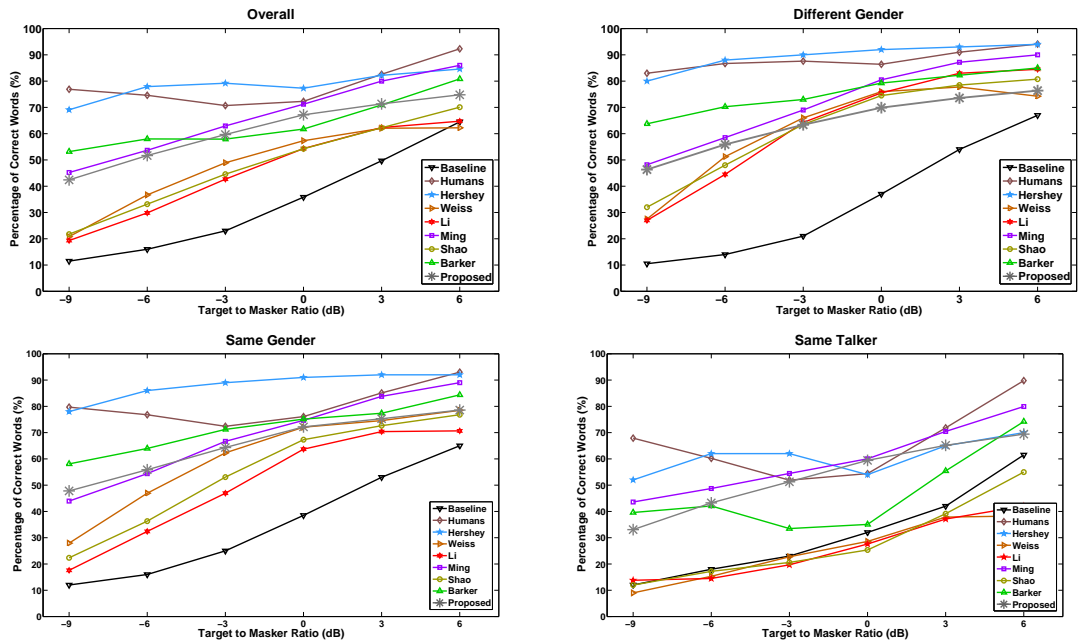 Overall
Percentage of Correct Words (%)
100
90
80
70
60
50
40
30
20
10
0
−9
−6
−3
0
3
6
Target to Masker Ratio (dB)
Baseline
Humans
Hershey
Weiss
Li
Ming
Shao
Barker
Proposed
Different Gender
Percentage of Correct Words (%)
100
90
80
70
60
50
40
30
20
10
0
−9
−6
−3
0
3
6
Target to Masker Ratio (dB)
Baseline
Humans
Hershey
Weiss
Li
Ming
Shao
Barker
Proposed
Same Gender
Percentage of Correct Words (%)
100
90
80
70
60
50
40
30
20
10
0
−9
−6
−3
0
3
6
Target to Masker Ratio (dB)
Baseline
Humans
Hershey
Weiss
Li
Ming
Shao
Barker
Proposed
Same Talker
Percentage of Correct Words (%)
100
90
80
70
60
50
40
30
20
10
0
−9
−6
−3
0
3
6
Target to Masker Ratio (dB)
Baseline
Humans
Hershey
Weiss
Li
Ming
Shao
Barker
Proposed